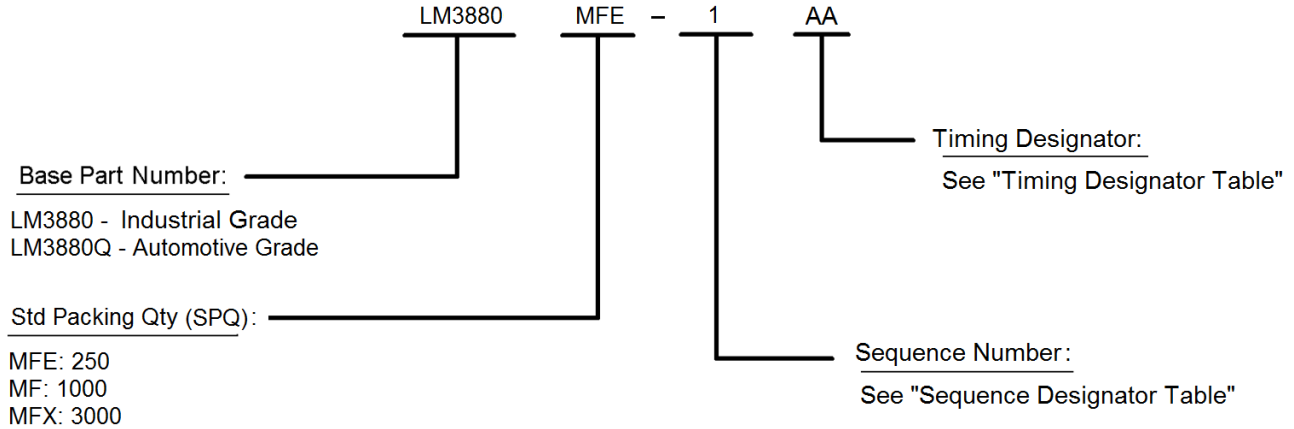 LM3880 MFE – 1 AA
Timing Designator:
See "Timing Designator Table"
Base Part Number:
LM3880 - Industrial Grade
LM3880Q - Automotive Grade
Std Packing Qty (SPQ):
MFE: 250
MF: 1000
MFX: 3000
Sequence Number:
See "Sequence Designator Table"